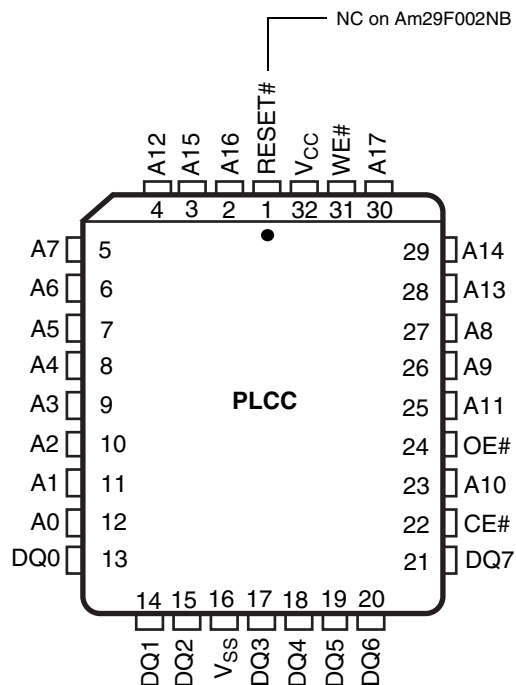 NC on Am29F002NB
A12
A15
A16
RESET#
VCC
WE#
A17
4
3
2
1
32
31
30
A7 5
29 A14
A6 6
28 A13
A5 7
27 A8
A4 8
26 A9
A3 9
PLCC
25 A11
A2 10
24 OE#
A1 11
23 A10
A0 12
22 CE#
DQ0 13
21 DQ7
14
15
16
17
18
19
20
DQ1
DQ2
VSS
DQ3
DQ4
DQ5
DQ6